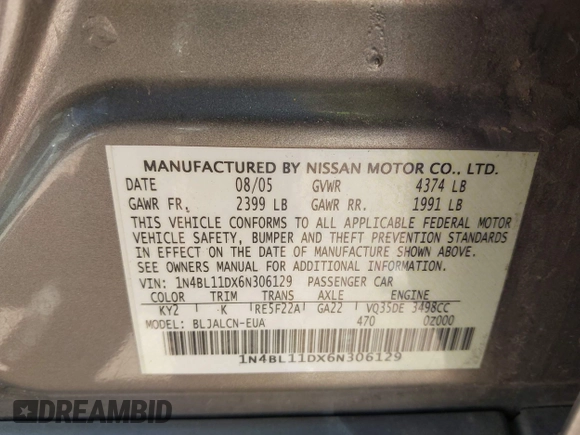 MANUFACTURED BY NISSAN MOTOR CO., LTD.
DATE 08/05 GVWR 4374 LB
GAWR FR. 2399 LB GAWR RR. 1991 LB
THIS VEHICLE CONFORMS TO ALL APPLICABLE FEDERAL MOTOR
VEHICLE SAFETY, BUMPER AND THEFT PREVENTION STANDARDS
IN EFFECT ON THE DATE OF MANUFACTURE SHOWN ABOVE.
SEE OWNERS MANUAL FOR ADDITIONAL INFORMATION.
VIN: 1N4BL11DX6N306129 PASSENGER CAR
COLOR TRIM TRANS AXLE ENGINE
KY2 K RE5F22A GA22 VQ35DE 3498CC
MODEL: BLJALCN-EUA 470 0Z000
1N4BL11DX6N306129
DREAMBID